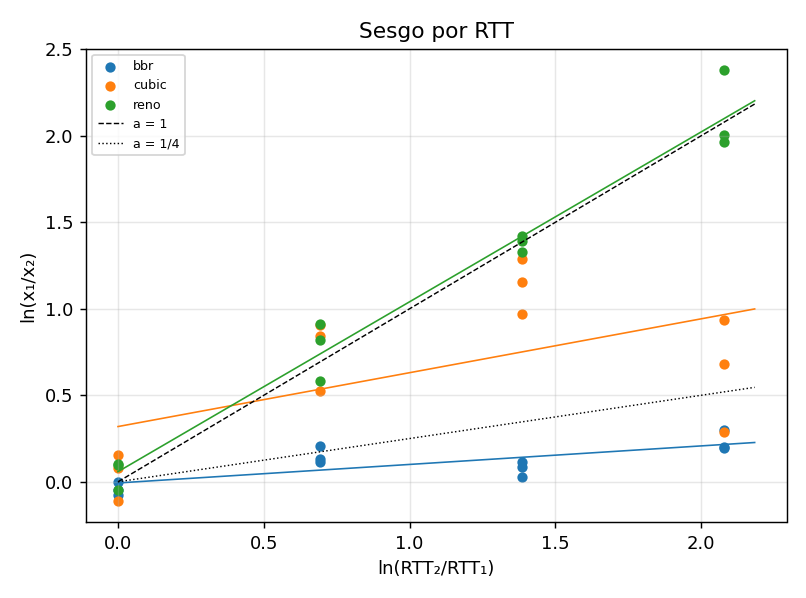 Sesgo por RTT
bbr
cubic
reno
a = 1
a = 1/4
ln(x₁/x₂)
2.5
2.0
1.5
1.0
0.5
0.0
0.0 0.5 1.0 1.5 2.0
ln(RTT₂/RTT₁)